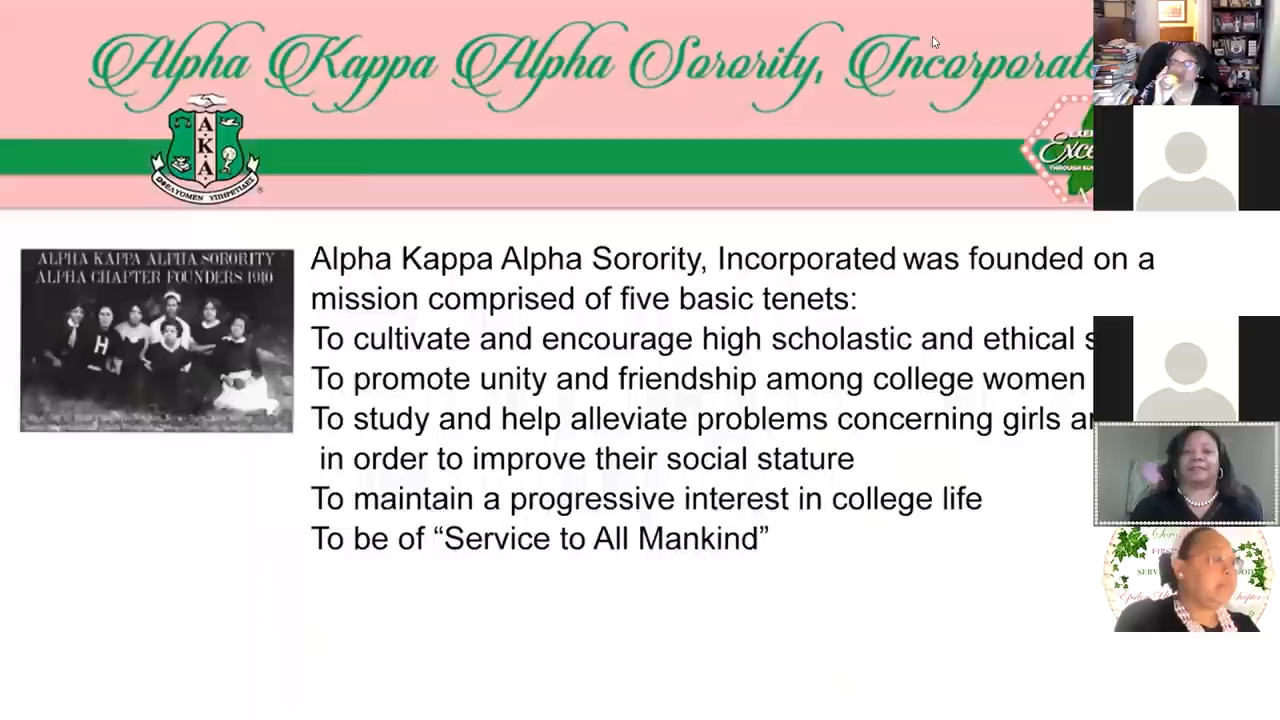 Alpha Kappa Alpha Sorority, Incorporate
A
K
A
EXE
Exce
THROUGH
ALPHA KAPPA ALPHA SORORITY
ALPHA CHAPTER FOUNDERS 1910
H
Alpha Kappa Alpha Sorority, Incorporated was founded on a
mission comprised of five basic tenets:
To cultivate and encourage high scholastic and ethical s
To promote unity and friendship among college women
To study and help alleviate problems concerning girls a
in order to improve their social stature
To maintain a progressive interest in college life
To be of “Service to All Mankind”